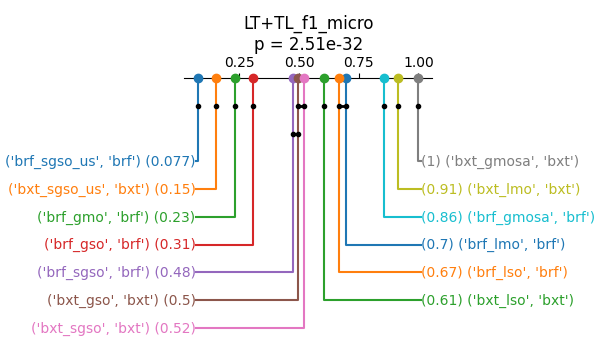 LT+TL_f1_micro
p = 2.51e-32
0.25 0.50 0.75 1.00
('brf_sgso_us', 'brf') (0.077) (1) ('bxt_gmosa', 'bxt')
('bxt_sgso_us', 'bxt') (0.15) (0.91) ('bxt_lmo', 'bxt')
('brf_gmo', 'brf') (0.23) (0.86) ('brf_gmosa', 'brf')
('brf_gso', 'brf') (0.31) (0.7) ('brf_lmo', 'brf')
('brf_sgso', 'brf') (0.48) (0.67) ('brf_lso', 'brf')
('bxt_gso', 'bxt') (0.5) (0.61) ('bxt_lso', 'bxt')
('bxt_sgso', 'bxt') (0.52)